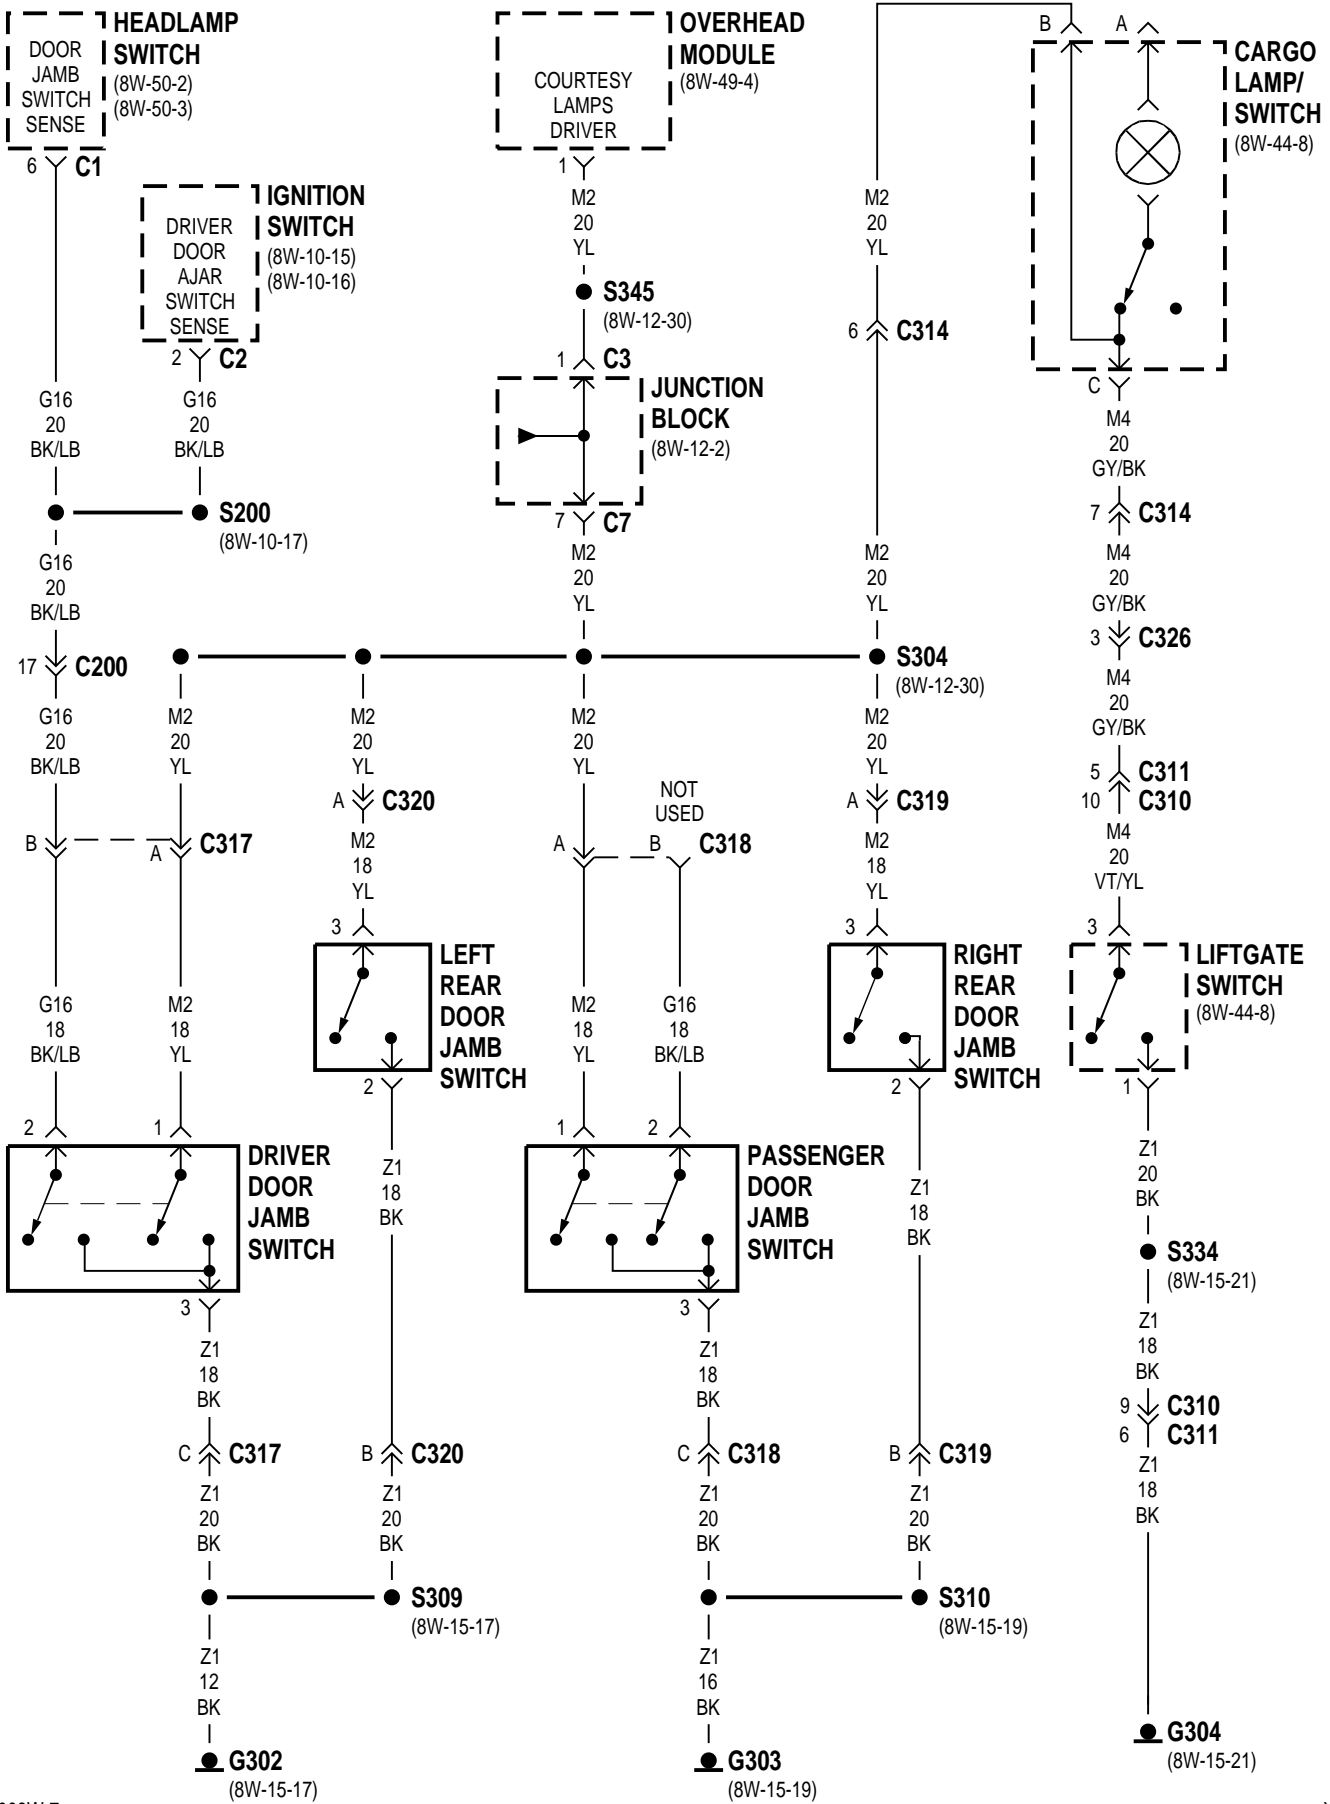 HEADLAMP
SWITCH
(8W-50-2)
(8W-50-3)
DOOR
JAMB
SWITCH
SENSE
6
C1
IGNITION
SWITCH
(8W-10-15)
(8W-10-16)
DRIVER
DOOR
AJAR
SWITCH
SENSE
2
C2
G16
20
BK/LB
G16
20
BK/LB
S200
(8W-10-17)
G16
20
BK/LB
17
C200
G16
20
BK/LB
OVERHEAD
MODULE
(8W-49-4)
COURTESY
LAMPS
DRIVER
1
M2
20
YL
S345
(8W-12-30)
1
C3
JUNCTION
BLOCK
(8W-12-2)
7
C7
M2
20
YL
M2
20
YL
6
C314
M2
20
YL
S304
(8W-12-30)
B
A
CARGO
LAMP/
SWITCH
(8W-44-8)
C
M4
20
GY/BK
7
C314
M4
20
GY/BK
3
C326
M4
20
GY/BK
5
C311
10
C310
M4
20
VT/YL
3
LIFTGATE
SWITCH
(8W-44-8)
1
M2
20
YL
M2
20
YL
M2
20
YL
M2
20
YL
B
A
C317
A
C320
M2
18
YL
3
LEFT
REAR
DOOR
JAMB
SWITCH
2
A
NOT
USED
B
C318
A
C319
M2
18
YL
3
RIGHT
REAR
DOOR
JAMB
SWITCH
2
G16
18
BK/LB
M2
18
YL
M2
18
YL
G16
18
BK/LB
2
1
DRIVER
DOOR
JAMB
SWITCH
3
Z1
18
BK
1
2
PASSENGER
DOOR
JAMB
SWITCH
3
Z1
18
BK
Z1
20
BK
S334
(8W-15-21)
Z1
18
BK
9
C310
6
C311
Z1
18
BK
Z1
18
BK
Z1
18
BK
C
C317
B
C320
C
C318
B
C319
Z1
20
BK
Z1
20
BK
Z1
20
BK
Z1
20
BK
S309
(8W-15-17)
S310
(8W-15-19)
Z1
12
BK
Z1
16
BK
G302
(8W-15-17)
G303
(8W-15-19)
G304
(8W-15-21)